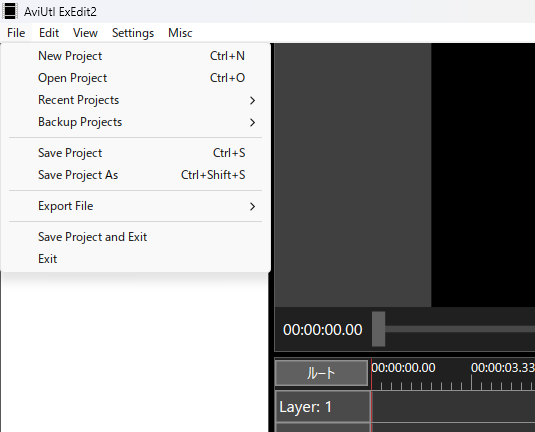 AviUtl ExEdit2
File Edit View Settings Misc
New Project Ctrl+N
Open Project Ctrl+O
Recent Projects
Backup Projects
Save Project Ctrl+S
Save Project As Ctrl+Shift+S
Export File
Save Project and Exit
Exit
00:00:00.00
ルート 00:00:00.00 00:00:03.33
Layer: 1